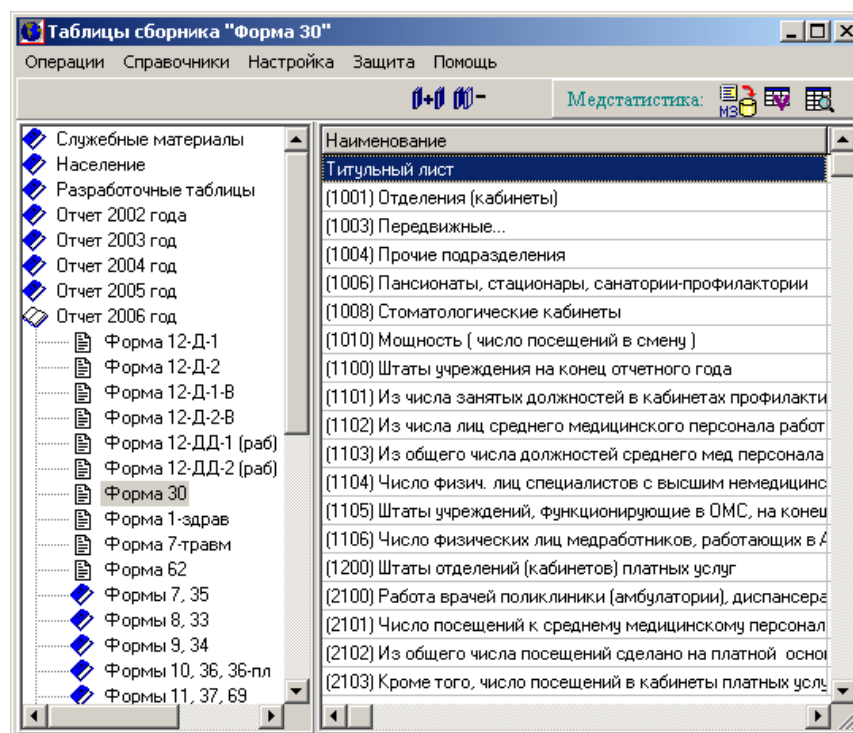 Таблицы сборника "Форма 30"
Операции Справочники Настройка Защита Помощь
Медстатистика: МЗ
Служебные материалы
Население
Разработочные таблицы
Отчет 2002 года
Отчет 2003 год
Отчет 2004 год
Отчет 2005 год
Отчет 2006 год
Форма 12-Д-1
Форма 12-Д-2
Форма 12-Д-1-В
Форма 12-Д-2-В
Форма 12-ДД-1 (раб)
Форма 12-ДД-2 (раб)
Форма 30
Форма 1-здрав
Форма 7-травм
Форма 62
Формы 7, 35
Формы 8, 33
Формы 9, 34
Формы 10, 36, 36-пл
Формы 11, 37, 69
Наименование
Титульный лист
(1001) Отделения (кабинеты)
(1003) Передвижные...
(1004) Прочие подразделения
(1006) Пансионаты, стационары, санатории-профилактории
(1008) Стоматологические кабинеты
(1010) Мощность ( число посещений в смену )
(1100) Штаты учреждения на конец отчетного года
(1101) Из числа занятых должностей в кабинетах профилакти
(1102) Из числа лиц среднего медицинского персонала работ
(1103) Из общего числа должностей среднего мед персонала
(1104) Число физич. лиц специалистов с высшим немедицинс
(1105) Штаты учреждений, функционирующие в ОМС, на конец
(1106) Число физических лиц медработников, работающих в А
(1200) Штаты отделений (кабинетов) платных услуг
(2100) Работа врачей поликлиники (амбулатории), диспансера
(2101) Число посещений к среднему медицинскому персонал
(2102) Из общего числа посещений сделано на платной осно
(2103) Кроме того, число посещений в кабинеты платных услу